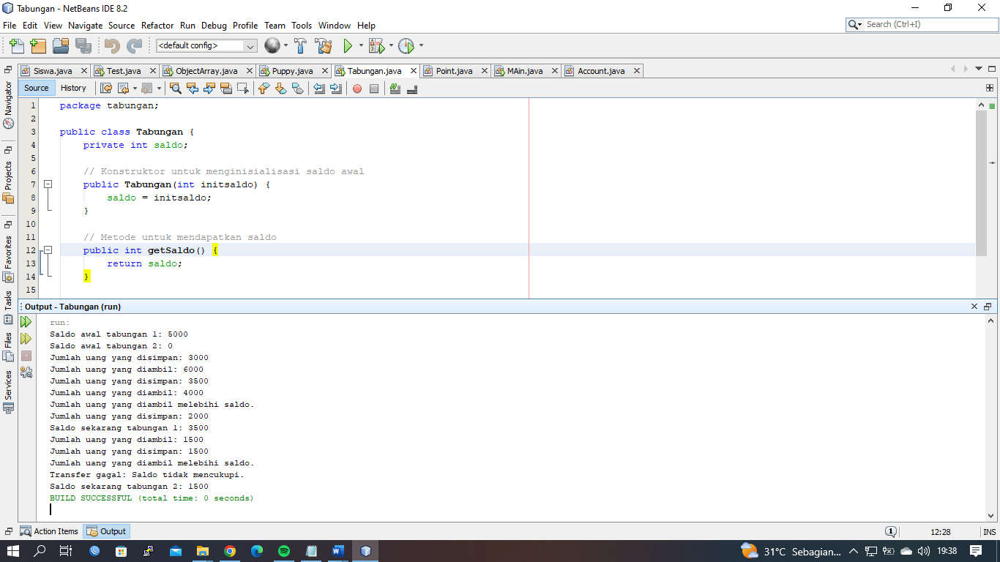 Tabungan - NetBeans IDE 8.2
File Edit View Navigate Source Refactor Run Debug Profile Team Tools Window Help
Search (Ctrl+I)
<default config>
Siswa.java Test.java ObjectArray.java Puppy.java Tabungan.java Point.java MAin.java Account.java
Source History
Navigator
Projects
Favorites
Tasks
Files
Services
1 package tabungan;
2
3 public class Tabungan {
4 private int saldo;
5
6 // Konstruktor untuk menginisialisasi saldo awal
7 public Tabungan(int initsaldo) {
8 saldo = initsaldo;
9 }
10
11 // Metode untuk mendapatkan saldo
12 public int getSaldo() {
13 return saldo;
14 }
15
Output - Tabungan (run)
run:
Saldo awal tabungan 1: 5000
Saldo awal tabungan 2: 0
Jumlah uang yang disimpan: 3000
Jumlah uang yang diambil: 6000
Jumlah uang yang disimpan: 3500
Jumlah uang yang diambil: 4000
Jumlah uang yang diambil melebihi saldo.
Jumlah uang yang disimpan: 2000
Saldo sekarang tabungan 1: 3500
Jumlah uang yang diambil: 1500
Jumlah uang yang disimpan: 1500
Jumlah uang yang diambil melebihi saldo.
Transfer gagal: Saldo tidak mencukupi.
Saldo sekarang tabungan 2: 1500
BUILD SUCCESSFUL (total time: 0 seconds)
Action Items Output
1 12:28 INS
31°C Sebagian... 19:38